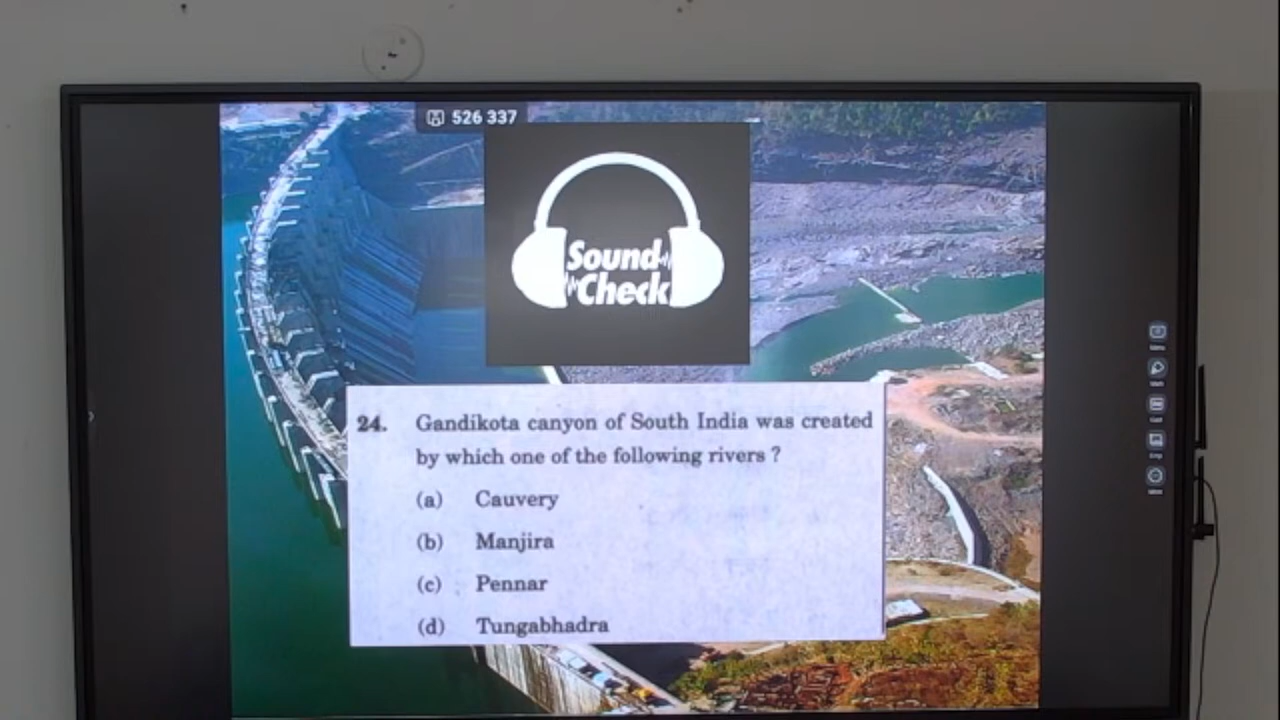 526 337
Sound
Check
24. Gandikota canyon of South India was created
by which one of the following rivers ?
(a) Cauvery
(b) Manjira
(c) Pennar
(d) Tungabhadra